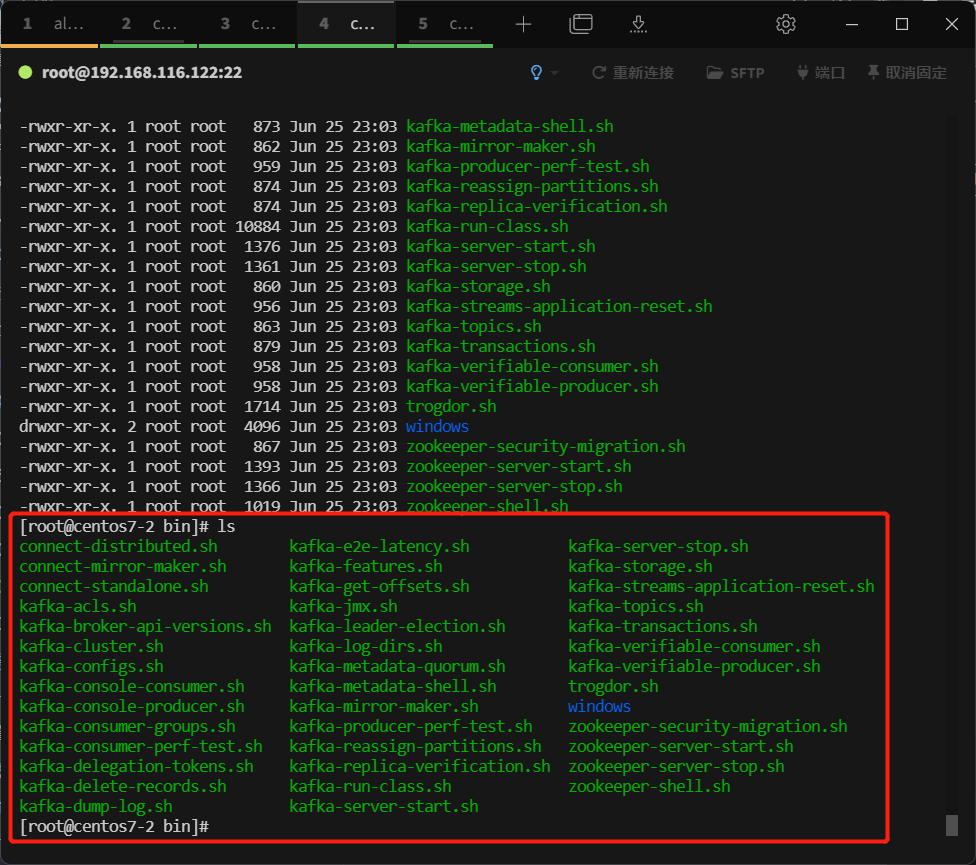 1 al... 2 c... 3 c... 4 c... 5 c...
root@192.168.116.122:22 重新连接 SFTP 端口 取消固定
-rwxr-xr-x. 1 root root   873 Jun 25 23:03 kafka-metadata-shell.sh
-rwxr-xr-x. 1 root root   862 Jun 25 23:03 kafka-mirror-maker.sh
-rwxr-xr-x. 1 root root   959 Jun 25 23:03 kafka-producer-perf-test.sh
-rwxr-xr-x. 1 root root   874 Jun 25 23:03 kafka-reassign-partitions.sh
-rwxr-xr-x. 1 root root   874 Jun 25 23:03 kafka-replica-verification.sh
-rwxr-xr-x. 1 root root 10884 Jun 25 23:03 kafka-run-class.sh
-rwxr-xr-x. 1 root root  1376 Jun 25 23:03 kafka-server-start.sh
-rwxr-xr-x. 1 root root  1361 Jun 25 23:03 kafka-server-stop.sh
-rwxr-xr-x. 1 root root   860 Jun 25 23:03 kafka-storage.sh
-rwxr-xr-x. 1 root root   956 Jun 25 23:03 kafka-streams-application-reset.sh
-rwxr-xr-x. 1 root root   863 Jun 25 23:03 kafka-topics.sh
-rwxr-xr-x. 1 root root   879 Jun 25 23:03 kafka-transactions.sh
-rwxr-xr-x. 1 root root   958 Jun 25 23:03 kafka-verifiable-consumer.sh
-rwxr-xr-x. 1 root root   958 Jun 25 23:03 kafka-verifiable-producer.sh
-rwxr-xr-x. 1 root root  1714 Jun 25 23:03 trogdor.sh
drwxr-xr-x. 2 root root  4096 Jun 25 23:03 windows
-rwxr-xr-x. 1 root root   867 Jun 25 23:03 zookeeper-security-migration.sh
-rwxr-xr-x. 1 root root  1393 Jun 25 23:03 zookeeper-server-start.sh
-rwxr-xr-x. 1 root root  1366 Jun 25 23:03 zookeeper-server-stop.sh
-rwxr-xr-x. 1 root root  1019 Jun 25 23:03 zookeeper-shell.sh
[root@centos7-2 bin]# ls
connect-distributed.sh        kafka-e2e-latency.sh           kafka-server-stop.sh
connect-mirror-maker.sh       kafka-features.sh              kafka-storage.sh
connect-standalone.sh         kafka-get-offsets.sh           kafka-streams-application-reset.sh
kafka-acls.sh                 kafka-jmx.sh                   kafka-topics.sh
kafka-broker-api-versions.sh  kafka-leader-election.sh       kafka-transactions.sh
kafka-cluster.sh              kafka-log-dirs.sh              kafka-verifiable-consumer.sh
kafka-configs.sh              kafka-metadata-quorum.sh       kafka-verifiable-producer.sh
kafka-console-consumer.sh     kafka-metadata-shell.sh        trogdor.sh
kafka-console-producer.sh     kafka-mirror-maker.sh          windows
kafka-consumer-groups.sh      kafka-producer-perf-test.sh    zookeeper-security-migration.sh
kafka-consumer-perf-test.sh   kafka-reassign-partitions.sh   zookeeper-server-start.sh
kafka-delegation-tokens.sh    kafka-replica-verification.sh  zookeeper-server-stop.sh
kafka-delete-records.sh       kafka-run-class.sh             zookeeper-shell.sh
kafka-dump-log.sh             kafka-server-start.sh
[root@centos7-2 bin]#